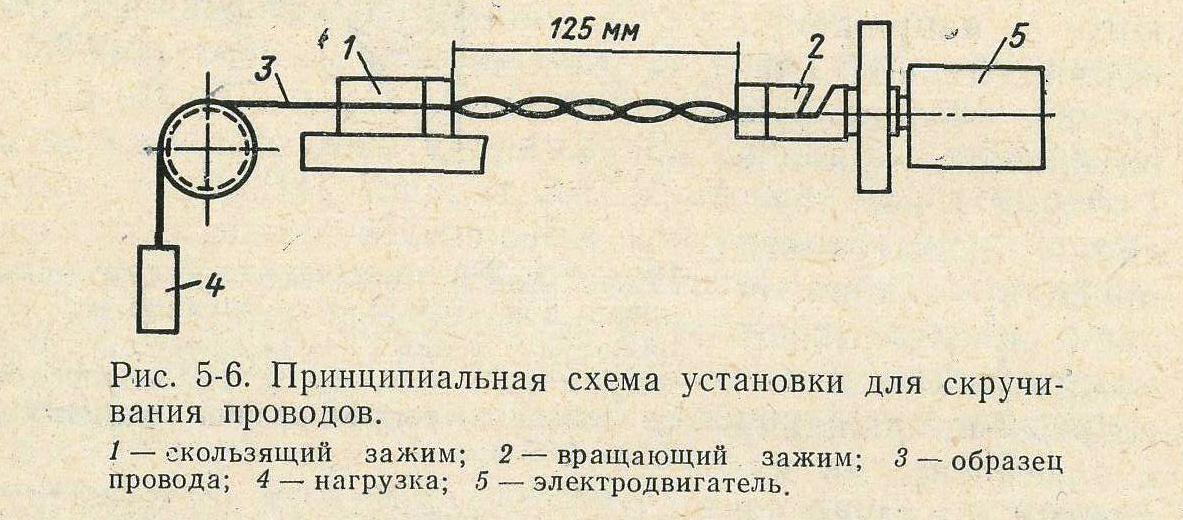 125 мм
1
2
5
3
4
Рис. 5-6. Принципиальная схема установки для скручи-
вания проводов.
1 — скользящий зажим; 2 — вращающий зажим; 3 — образец
провода; 4 — нагрузка; 5 — электродвигатель.